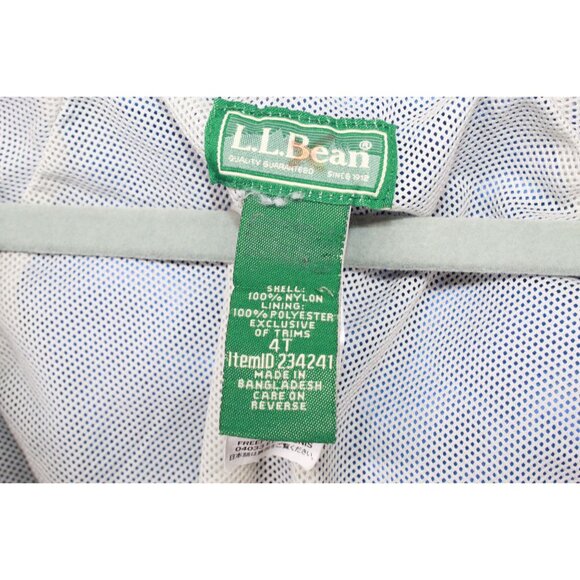 L.L.Bean®
QUALITY GUARANTEED SINCE 1912
SHELL:
100% NYLON
LINING:
100% POLYESTER
EXCLUSIVE
OF TRIMS
4T
ItemID 234241
MADE IN
BANGLADESH
CARE ON
REVERSE
FREE